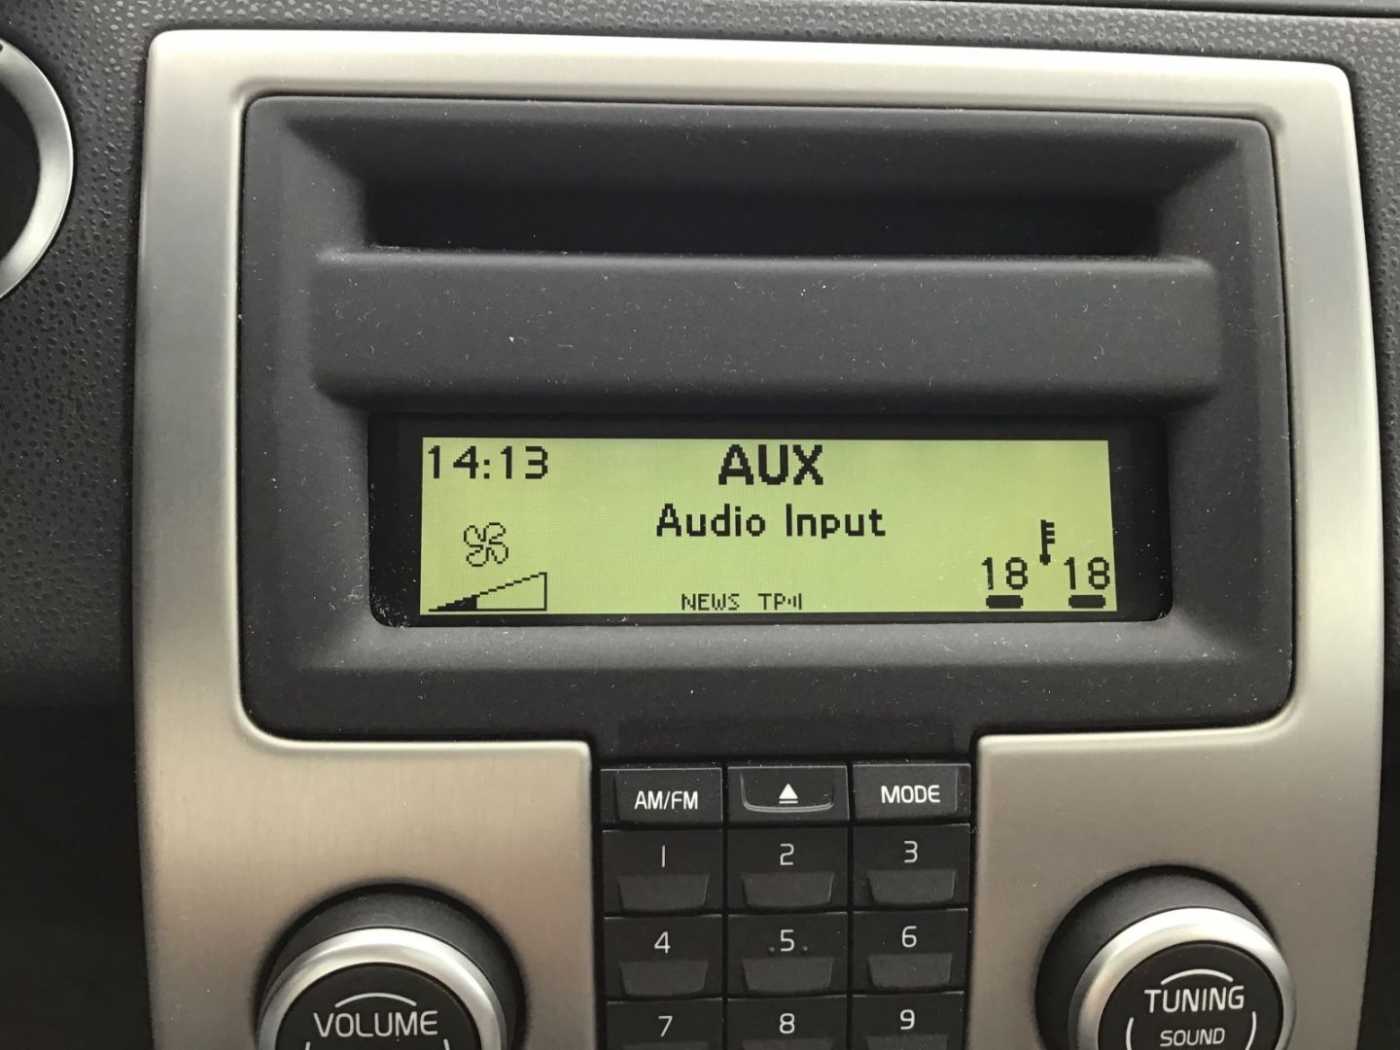 14:13
AUX
Audio Input
NEWS TP
18 18
AM/FM
MODE
1 2 3
4 5 6
7 8 9
VOLUME
TUNING
SOUND